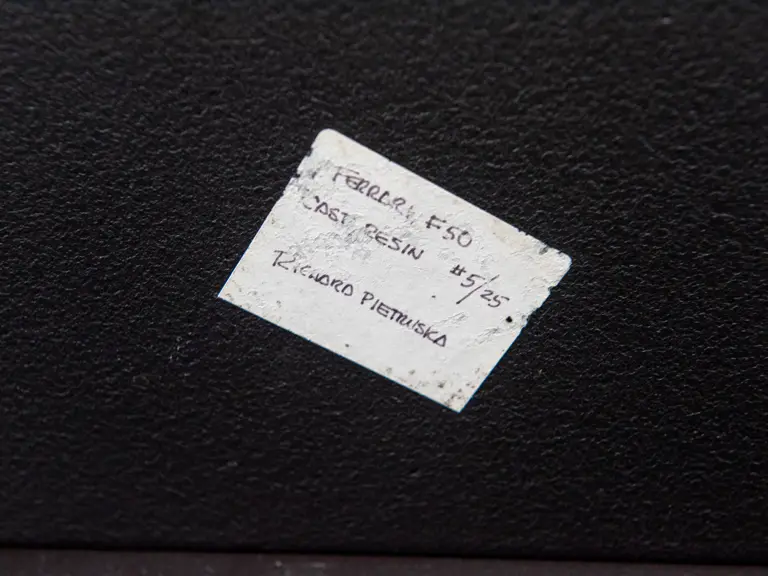 FERRARI F50
CAST RESIN #5/25
RICHARD PIETRUSKA